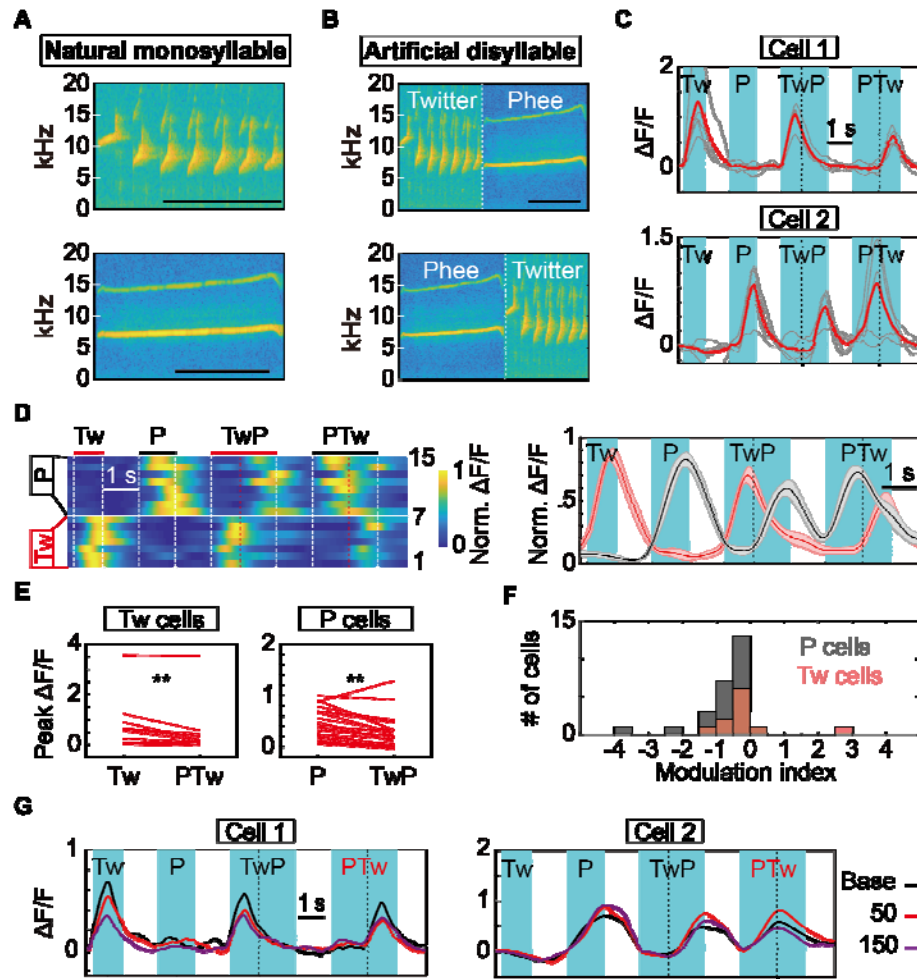 A
Natural monosyllable
20
15
10
5
0
kHz
20
15
10
5
0
kHz
B
Artificial disyllable
20
15
10
5
0
kHz
Twitter Phee
20
15
10
5
0
kHz
Phee Twitter
C
Cell 1
2
1
0
ΔF/F
Tw P TwP PTw
1 s
Cell 2
1.5
0
ΔF/F
Tw P TwP PTw
D
Tw P TwP PTw
P
Tw
1 s
15
7
1
1
0
Norm. ΔF/F
1
.5
0
Norm. ΔF/F
Tw P TwP PTw
1 s
E
Tw cells
4
2
0
Peak ΔF/F
**
Tw PTw
P cells
2
1
0
**
P TwP
F
15
0
# of cells
P cells
Tw cells
-4 -3 -2 -1 0 1 2 3 4
Modulation index
G
Cell 1
1
0
ΔF/F
Tw P TwP PTw
1 s
Cell 2
2
1
0
Tw P TwP PTw
Base
50
150